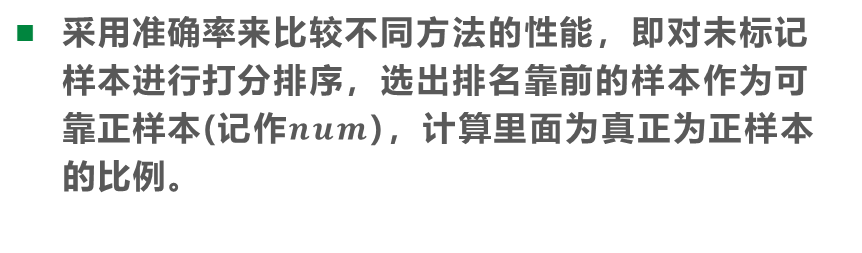 采用准确率来比较不同方法的性能，即对未标记
样本进行打分排序，选出排名靠前的样本作为可
靠正样本(记作num)，计算里面为真正为正样本
的比例。